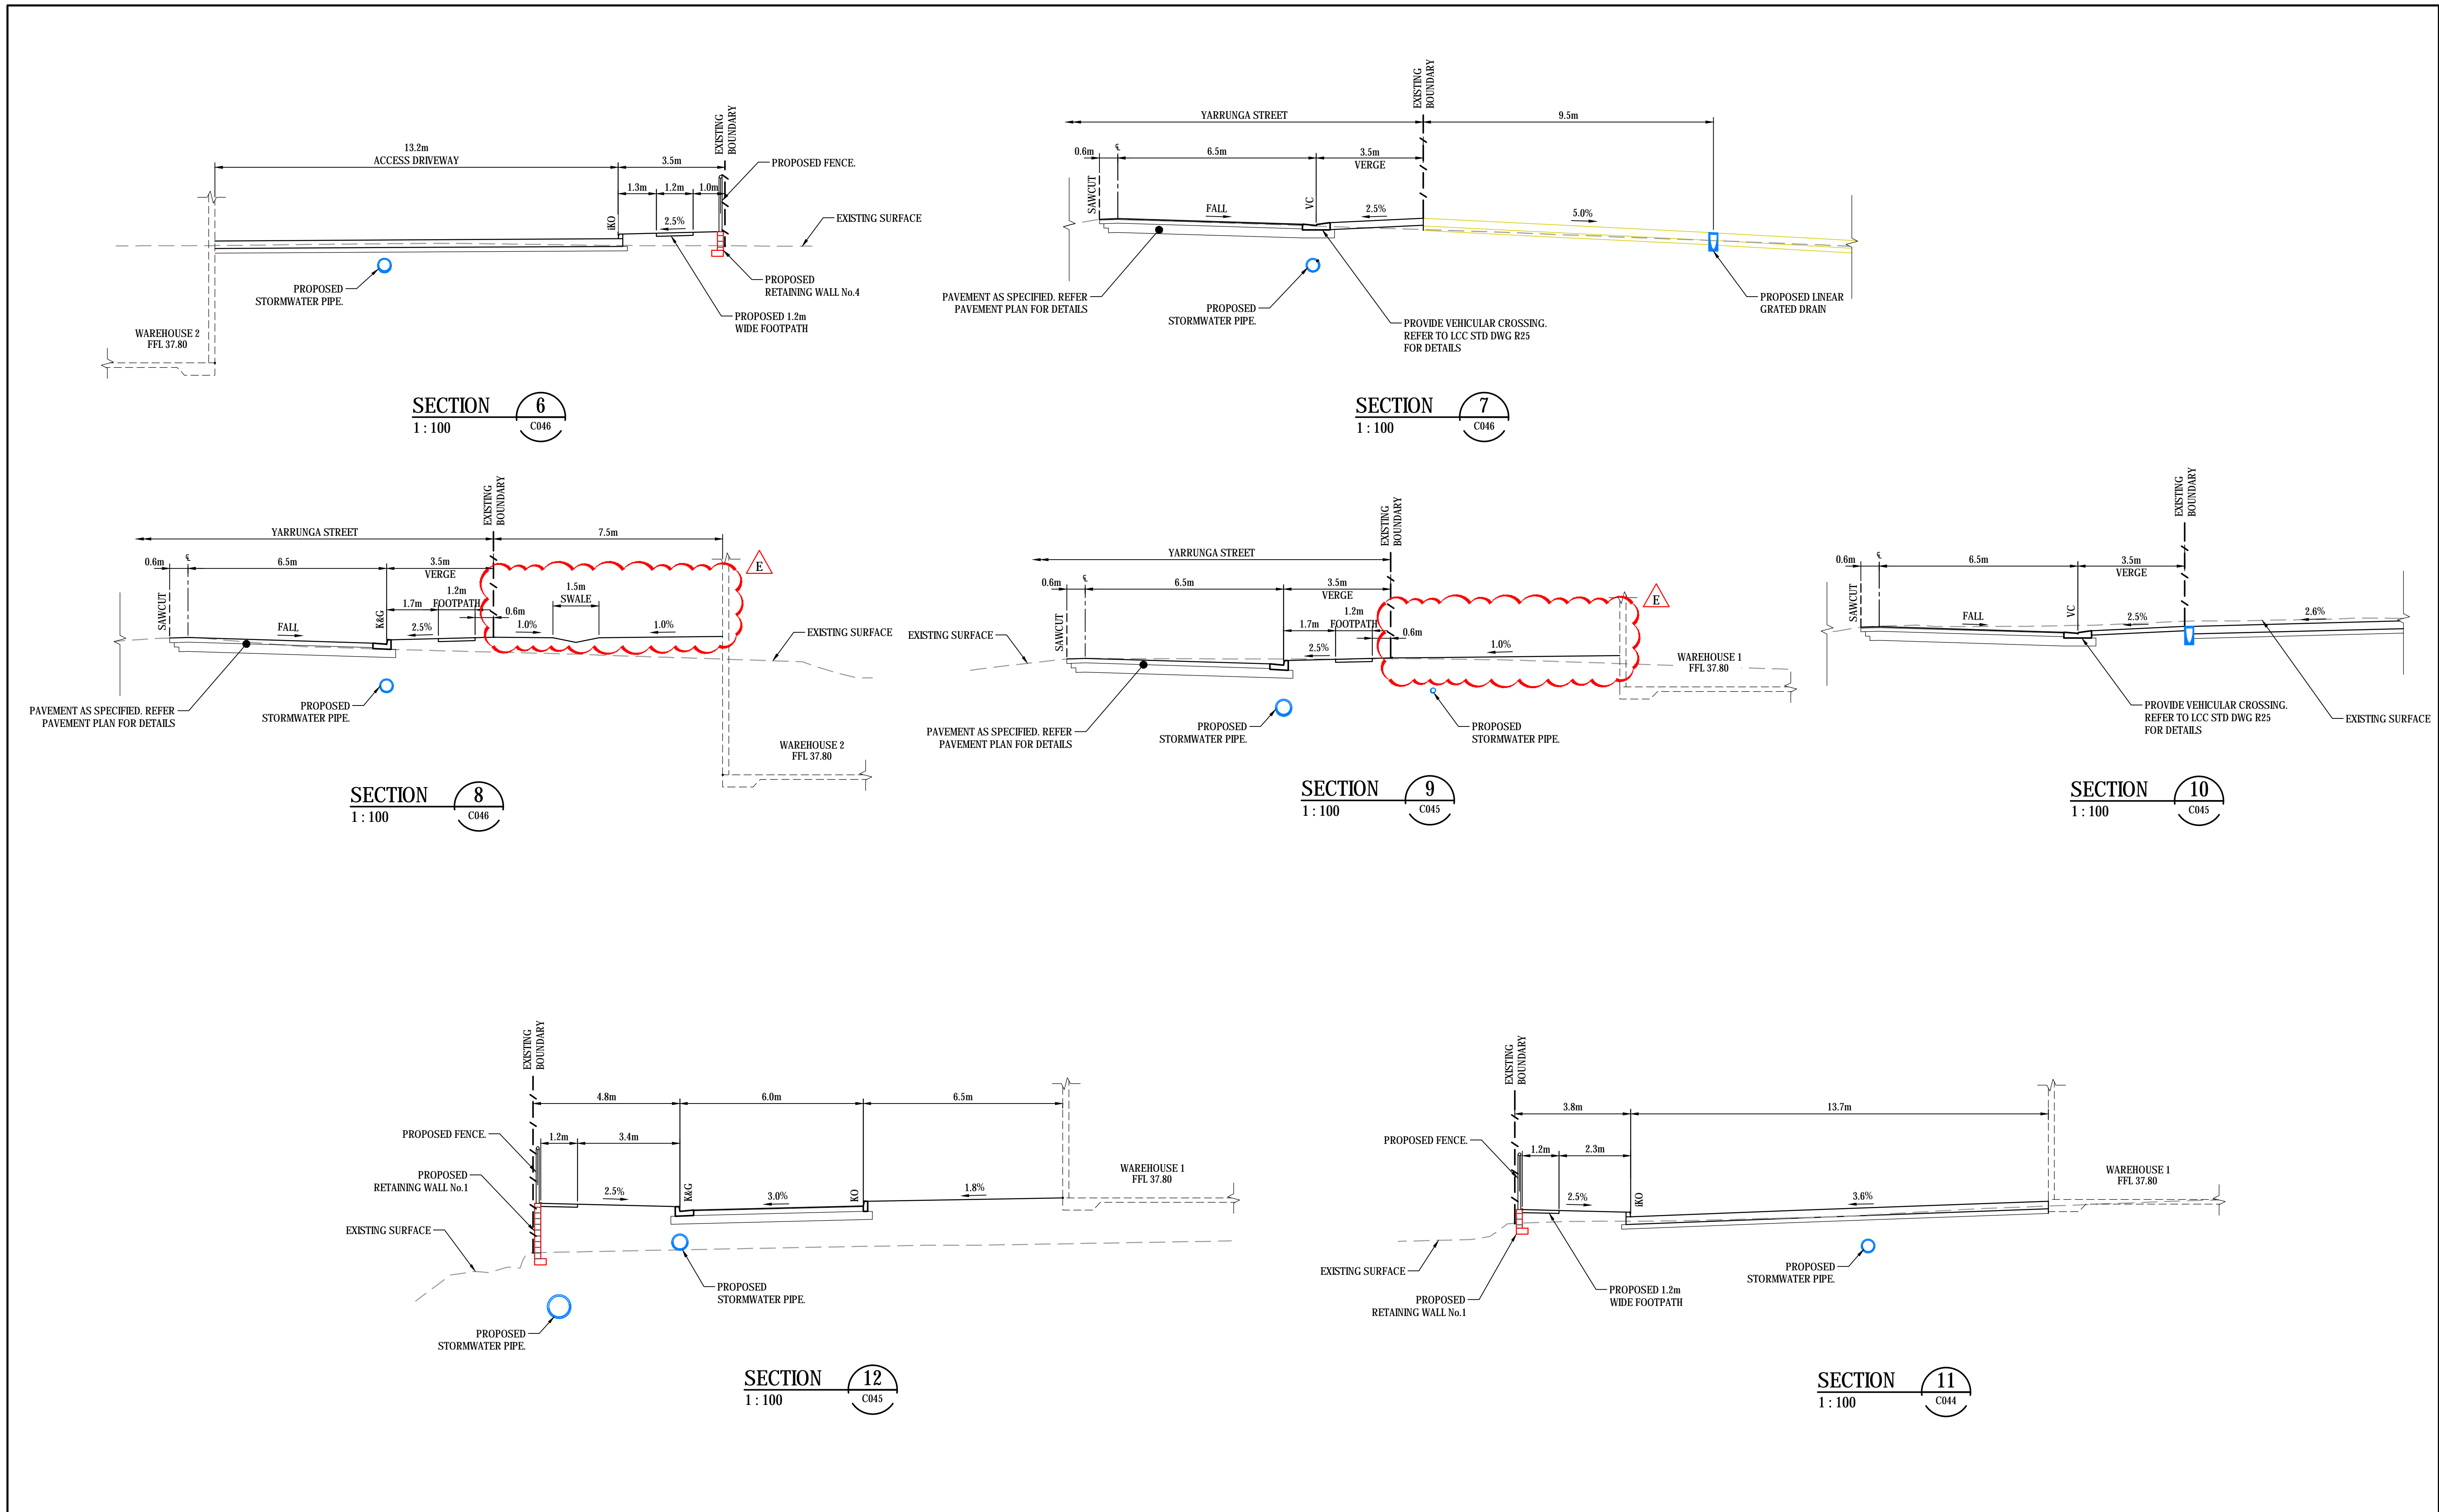 13.2m
ACCESS DRIVEWAY
3.5m
EXISTING
BOUNDARY
PROPOSED FENCE.
1.3m
1.2m
1.0m
iKO
2.5%
EXISTING SURFACE
PROPOSED
STORMWATER PIPE.
PROPOSED
RETAINING WALL No.4
PROPOSED 1.2m
WIDE FOOTPATH
WAREHOUSE 2
FFL 37.80
SECTION
6
1 : 100
C046
YARRUNGA STREET
EXISTING
BOUNDARY
9.5m
0.6m
℄
6.5m
3.5m
VERGE
SAWCUT
VC
FALL
2.5%
5.0%
PAVEMENT AS SPECIFIED. REFER
PAVEMENT PLAN FOR DETAILS
PROPOSED
STORMWATER PIPE.
PROVIDE VEHICULAR CROSSING.
REFER TO LCC STD DWG R25
FOR DETAILS
PROPOSED LINEAR
GRATED DRAIN
SECTION
7
1 : 100
C046
YARRUNGA STREET
EXISTING
BOUNDARY
7.5m
0.6m
℄
6.5m
3.5m
VERGE
E
1.2m
1.7m
FOOTPATH
0.6m
1.5m
SWALE
SAWCUT
K&G
FALL
2.5%
1.0%
1.0%
EXISTING SURFACE
PAVEMENT AS SPECIFIED. REFER
PAVEMENT PLAN FOR DETAILS
PROPOSED
STORMWATER PIPE.
WAREHOUSE 2
FFL 37.80
SECTION
8
1 : 100
C046
YARRUNGA STREET
EXISTING
BOUNDARY
0.6m
℄
6.5m
3.5m
VERGE
E
1.2m
1.7m
FOOTPATH
0.6m
EXISTING SURFACE
SAWCUT
2.5%
1.0%
WAREHOUSE 1
FFL 37.80
PAVEMENT AS SPECIFIED. REFER
PAVEMENT PLAN FOR DETAILS
PROPOSED
STORMWATER PIPE.
PROPOSED
STORMWATER PIPE.
SECTION
9
1 : 100
C045
EXISTING
BOUNDARY
0.6m
℄
6.5m
3.5m
VERGE
SAWCUT
VC
FALL
2.5%
2.6%
PROVIDE VEHICULAR CROSSING.
REFER TO LCC STD DWG R25
FOR DETAILS
EXISTING SURFACE
SECTION
10
1 : 100
C045
EXISTING
BOUNDARY
4.8m
6.0m
6.5m
PROPOSED FENCE.
1.2m
3.4m
PROPOSED
RETAINING WALL No.1
2.5%
K&G
3.0%
KO
1.8%
WAREHOUSE 1
FFL 37.80
EXISTING SURFACE
PROPOSED
STORMWATER PIPE.
PROPOSED
STORMWATER PIPE.
SECTION
12
1 : 100
C045
EXISTING
BOUNDARY
3.8m
13.7m
PROPOSED FENCE.
1.2m
2.3m
2.5%
iKO
3.6%
WAREHOUSE 1
FFL 37.80
EXISTING SURFACE
PROPOSED
RETAINING WALL No.1
PROPOSED 1.2m
WIDE FOOTPATH
PROPOSED
STORMWATER PIPE.
SECTION
11
1 : 100
C044